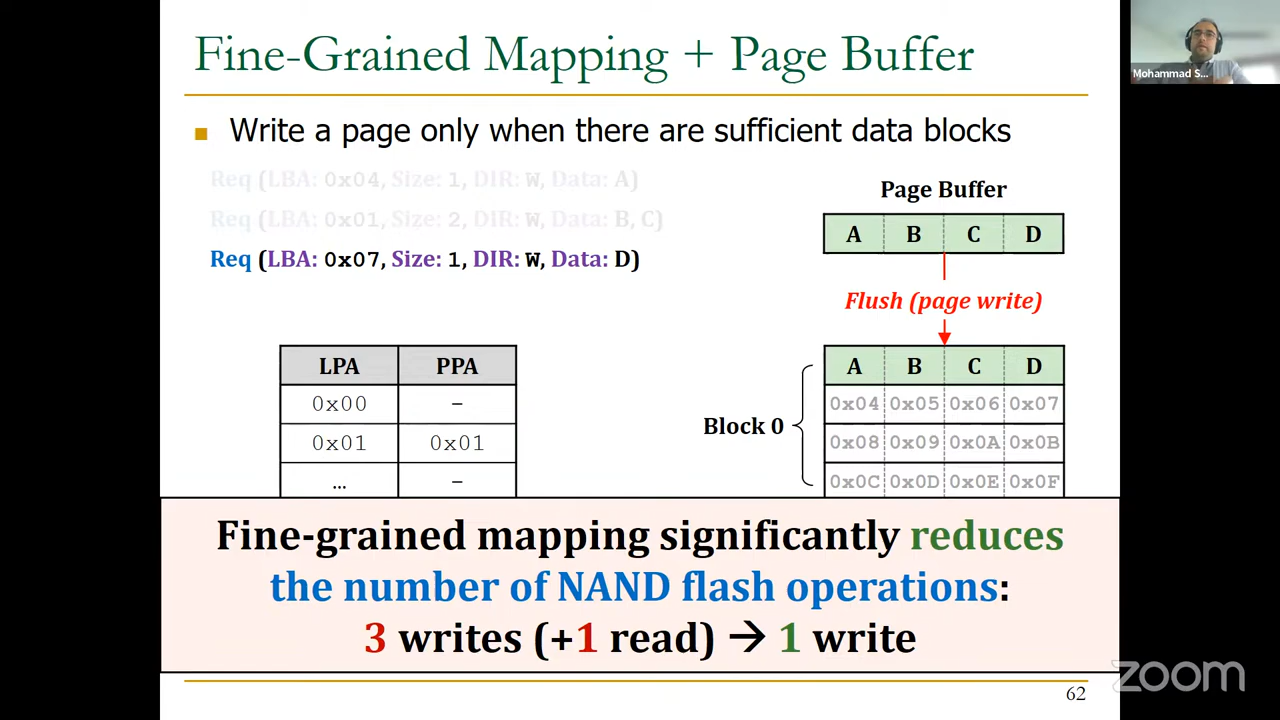 Fine-Grained Mapping + Page Buffer
Mohammad S...
Write a page only when there are sufficient data blocks
Req (LBA: 0x04, Size: 1, DIR: W, Data: A)
Req (LBA: 0x01, Size: 2, DIR: W, Data: B, C)
Req (LBA: 0x07, Size: 1, DIR: W, Data: D)
Page Buffer
A B C D
Flush (page write)
LPA PPA
0x00 –
0x01 0x01
... –
Block 0
A B C D
0x04 0x05 0x06 0x07
0x08 0x09 0x0A 0x0B
0x0C 0x0D 0x0E 0x0F
Fine-grained mapping significantly reduces
the number of NAND flash operations:
3 writes (+1 read) → 1 write
zoom
62